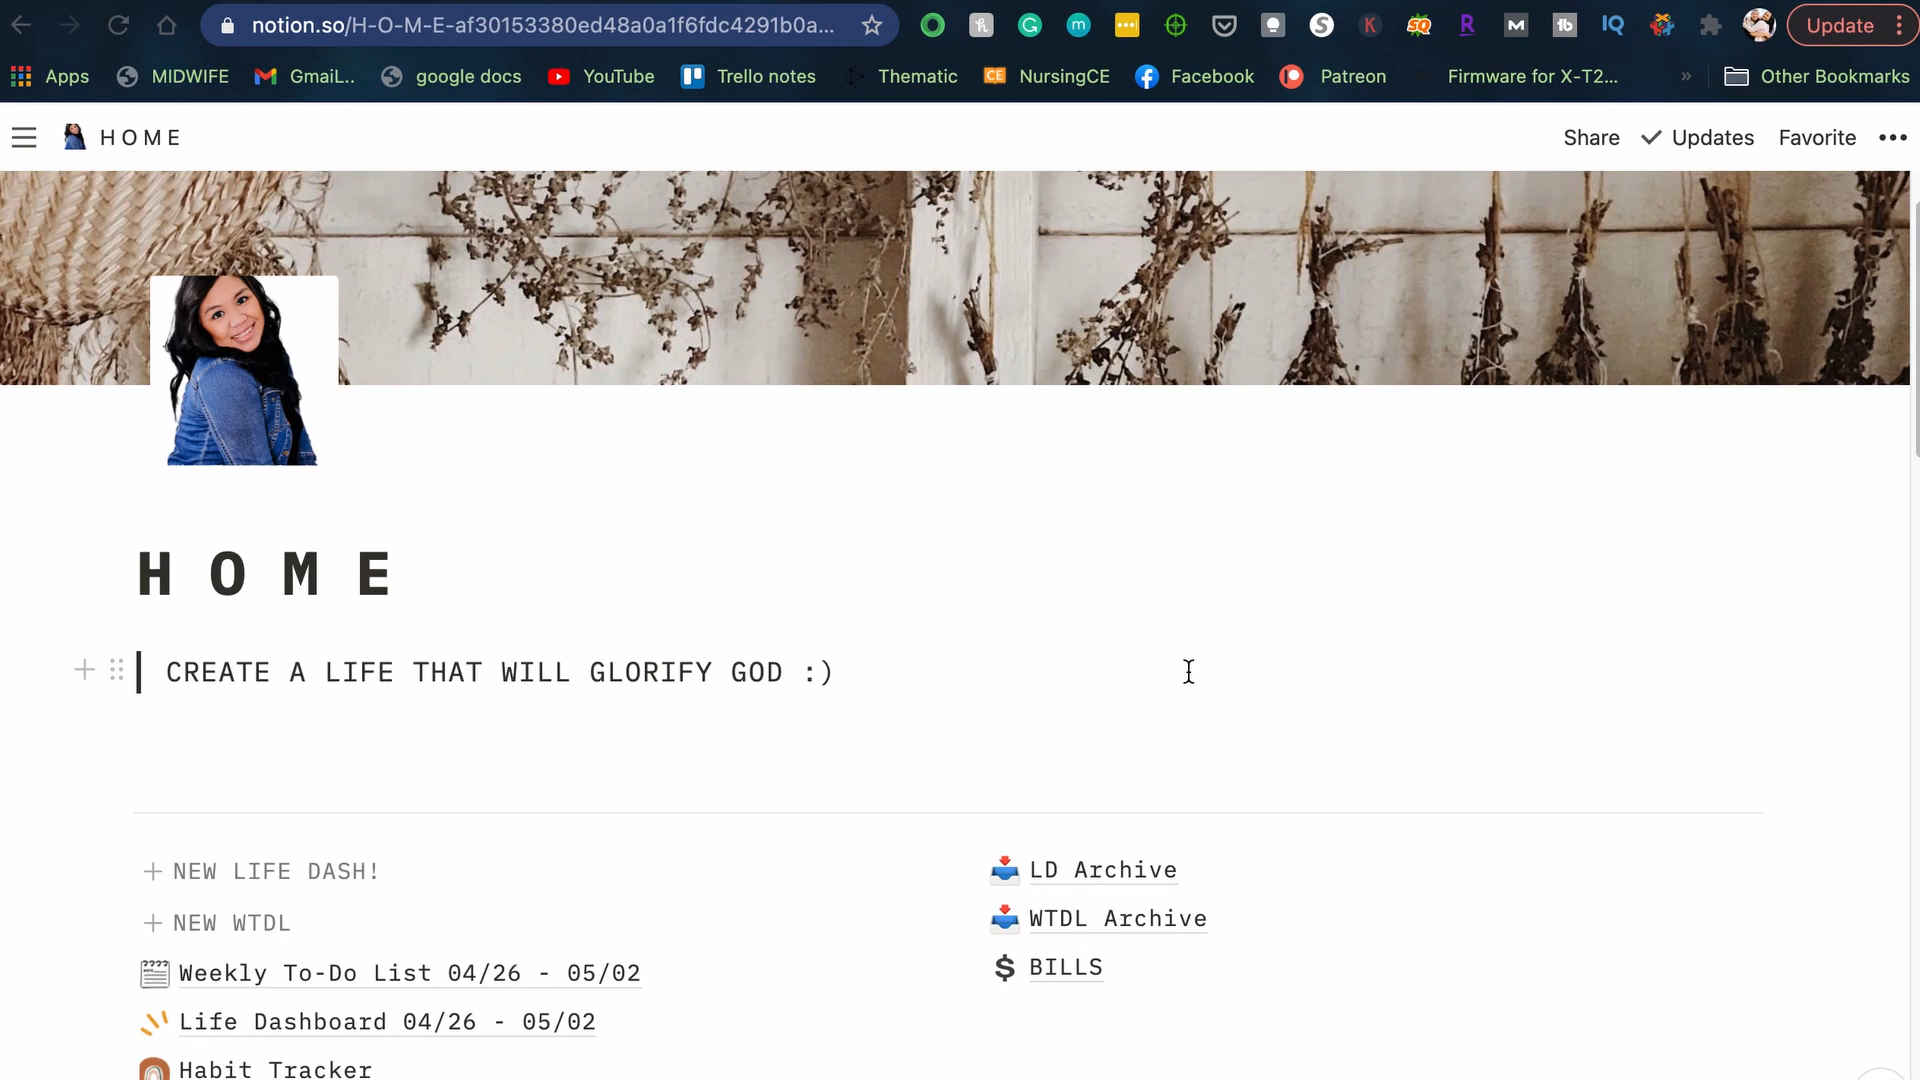 notion.so/H-O-M-E-af30153380ed48a0a1f6fdc4291b0a...
Update
Apps MIDWIFE GmaiL.. google docs YouTube Trello notes Thematic NursingCE Facebook Patreon Firmware for X-T2... » Other Bookmarks
H O M E Share Updates Favorite •••
H O M E
CREATE A LIFE THAT WILL GLORIFY GOD :)
NEW LIFE DASH!
NEW WTDL
Weekly To-Do List 04/26 - 05/02
Life Dashboard 04/26 - 05/02
Habit Tracker
LD Archive
WTDL Archive
$ BILLS